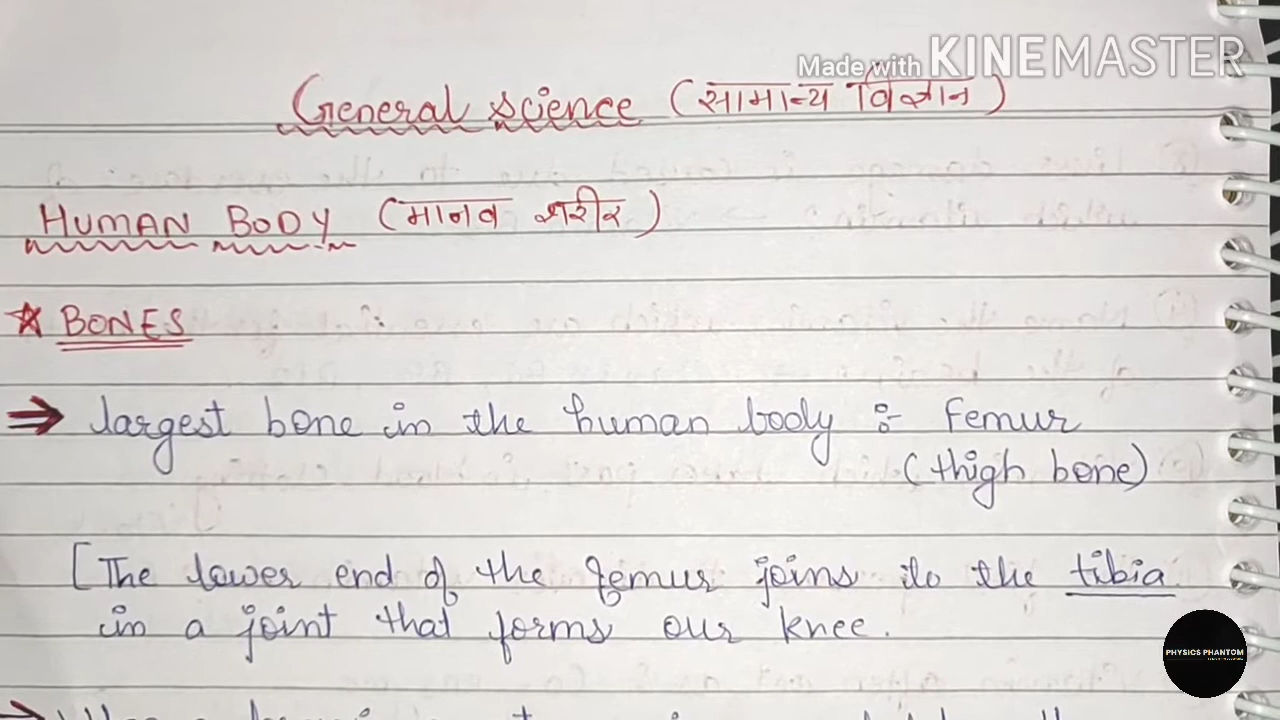 Made with KINEMASTER
General science (सामान्य विज्ञान)
HUMAN BODY (मानव शरीर)
★ BONES
⇒ largest bone in the human body :- Femur
(thigh bone)
[The lower end of the femur joins to the tibia
in a joint that forms our knee.
PHYSICS PHANTOM